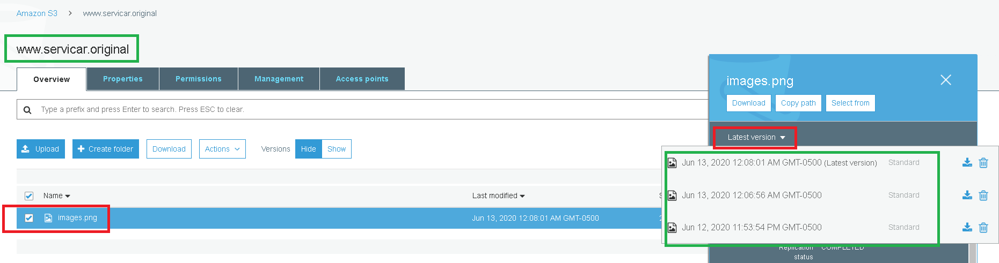 Amazon S3 > www.servicar.original
www.servicar.original
Overview Properties Permissions Management Access points
Type a prefix and press Enter to search. Press ESC to clear.
Upload Create folder Download Actions Versions Hide Show
Name Last modified
images.png Jun 13, 2020 12:08:01 AM GMT-0500
images.png
Download Copy path Select from
Latest version
Jun 13, 2020 12:08:01 AM GMT-0500 (Latest version) Standard
Jun 13, 2020 12:06:56 AM GMT-0500 Standard
Jun 12, 2020 11:53:54 PM GMT-0500 Standard
Replication COMPLETED
status